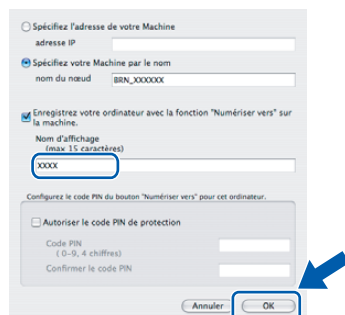 Spécifiez l'adresse de votre Machine
adresse IP
Spécifiez votre Machine par le nom
nom du nœud BRN_XXXXXX
Enregistrez votre ordinateur avec la fonction "Numériser vers" sur
la machine.
Nom d'affichage
(max 15 caractères)
XXXX
Configurez le code PIN du bouton "Numériser vers" pour cet ordinateur.
Autoriser le code PIN de protection
Code PIN
( 0-9, 4 chiffres)
Confirmer le code PIN
Annuler OK